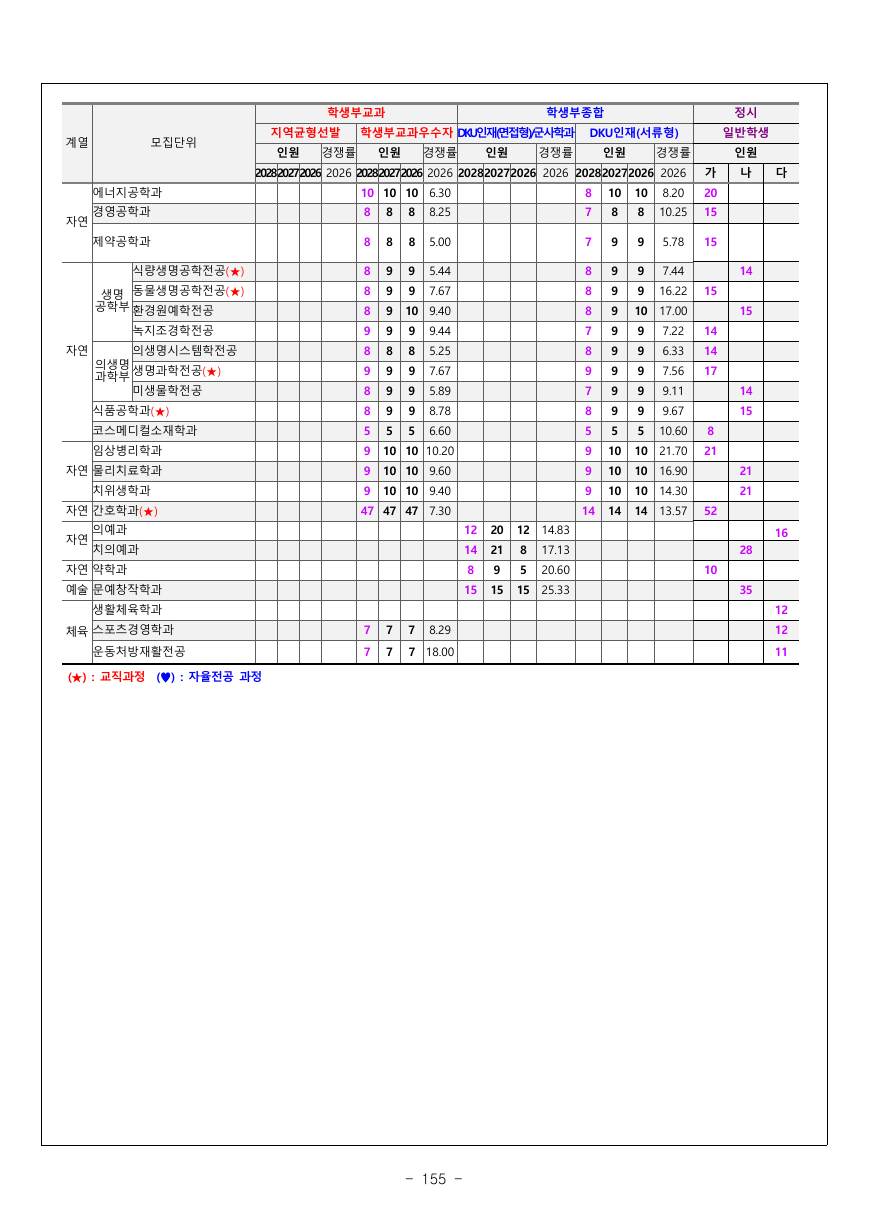 학생부교과 학생부종합 정시
계열 모집단위 지역균형선발 학생부교과우수자 DKU인재(면접형)/군사학과 DKU인재(서류형) 일반학생
인원 경쟁률 인원 경쟁률 인원 경쟁률 인원 경쟁률 인원
2028 2027 2026 2026 2028 2027 2026 2026 2028 2027 2026 2026 2028 2027 2026 2026 가 나 다
자연 에너지공학과 10 10 10 6.30 8 10 10 8.20 20
경영공학과 8 8 8 8.25 7 8 8 10.25 15
제약공학과 8 8 8 5.00 7 9 9 5.78 15
자연 생명공학부 식량생명공학전공(★) 8 9 9 5.44 8 9 9 7.44 14
동물생명공학전공(★) 8 9 9 7.67 8 9 9 16.22 15
환경원예학전공 8 9 10 9.40 8 9 10 17.00 15
녹지조경학전공 9 9 9 9.44 7 9 9 7.22 14
의생명과학부 의생명시스템학전공 8 8 8 5.25 8 9 9 6.33 14
생명과학전공(★) 9 9 9 7.67 9 9 9 7.56 17
미생물학전공 8 9 9 5.89 7 9 9 9.11 14
식품공학과(★) 8 9 9 8.78 8 9 9 9.67 15
코스메디컬소재학과 5 5 5 6.60 5 5 5 10.60 8
자연 임상병리학과 9 10 10 10.20 9 10 10 21.70 21
물리치료학과 9 10 10 9.60 9 10 10 16.90 21
치위생학과 9 10 10 9.40 9 10 10 14.30 21
자연 간호학과(★) 47 47 47 7.30 14 14 14 13.57 52
자연 의예과 12 20 12 14.83 16
치의예과 14 21 8 17.13 28
자연 약학과 8 9 5 20.60 10
예술 문예창작학과 15 15 15 25.33 35
체육 생활체육학과 12
스포츠경영학과 7 7 7 8.29 12
운동처방재활전공 7 7 7 18.00 11
(★) : 교직과정 (♥) : 자율전공 과정
- 155 -